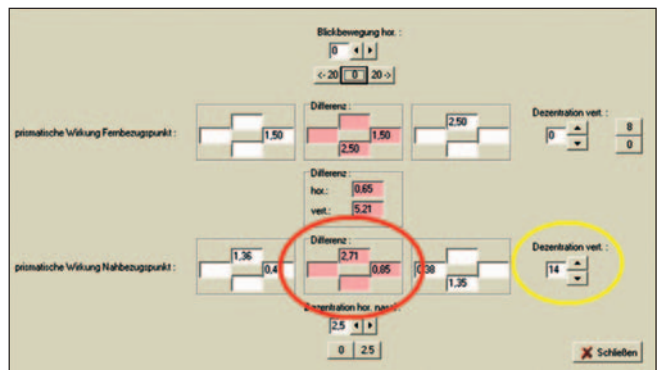 Blickbewegung hor. :
0
<- 20 0 20 ->
Differenz :
Dezentration vert. :
prismatische Wirkung Fernbezugspunkt :
1,50
1,50
2,50
2,50
0
8
0
Differenz :
hor.: 0,65
vert.: 5,21
Differenz :
Dezentration vert. :
prismatische Wirkung Nahbezugspunkt :
1,36
0,4
2,71
0,85
0,38
1,35
14
Dezentration hor. nasal :
2.5
0 2.5
Schließen